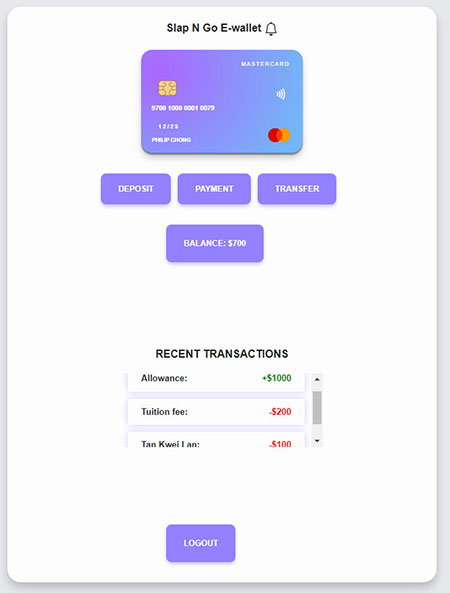 Slap N Go E-wallet
MASTERCARD
9700 1000 0001 0079
12/25
PHILIP CHONG
DEPOSIT PAYMENT TRANSFER
BALANCE: $700
RECENT TRANSACTIONS
Allowance: +$1000
Tuition fee: -$200
Tan Kwei Lan: -$100
LOGOUT